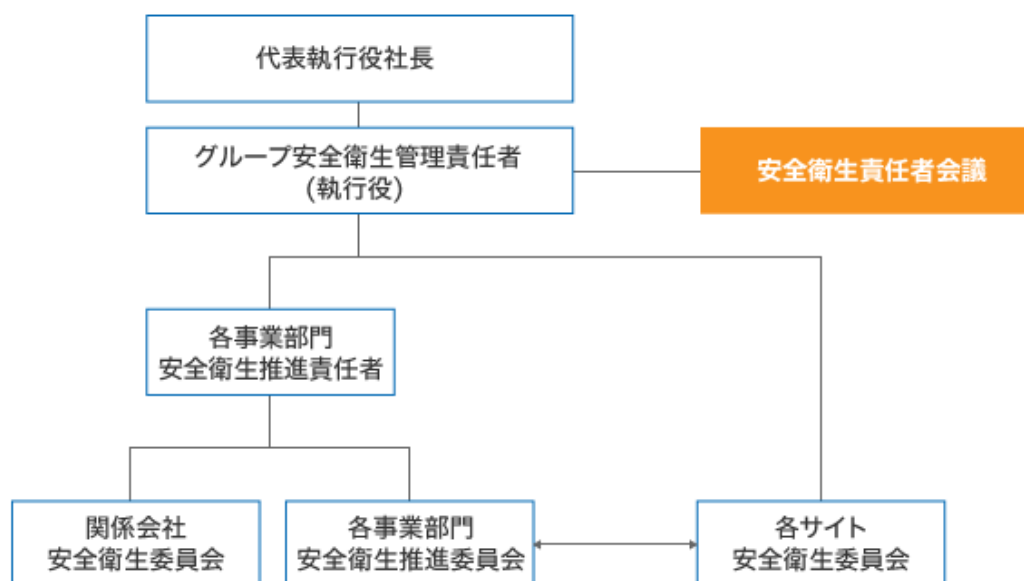 代表執行役社長
グループ安全衛生管理責任者
(執行役)
安全衛生責任者会議
各事業部門
安全衛生推進責任者
関係会社
安全衛生委員会
各事業部門
安全衛生推進委員会
各サイト
安全衛生委員会